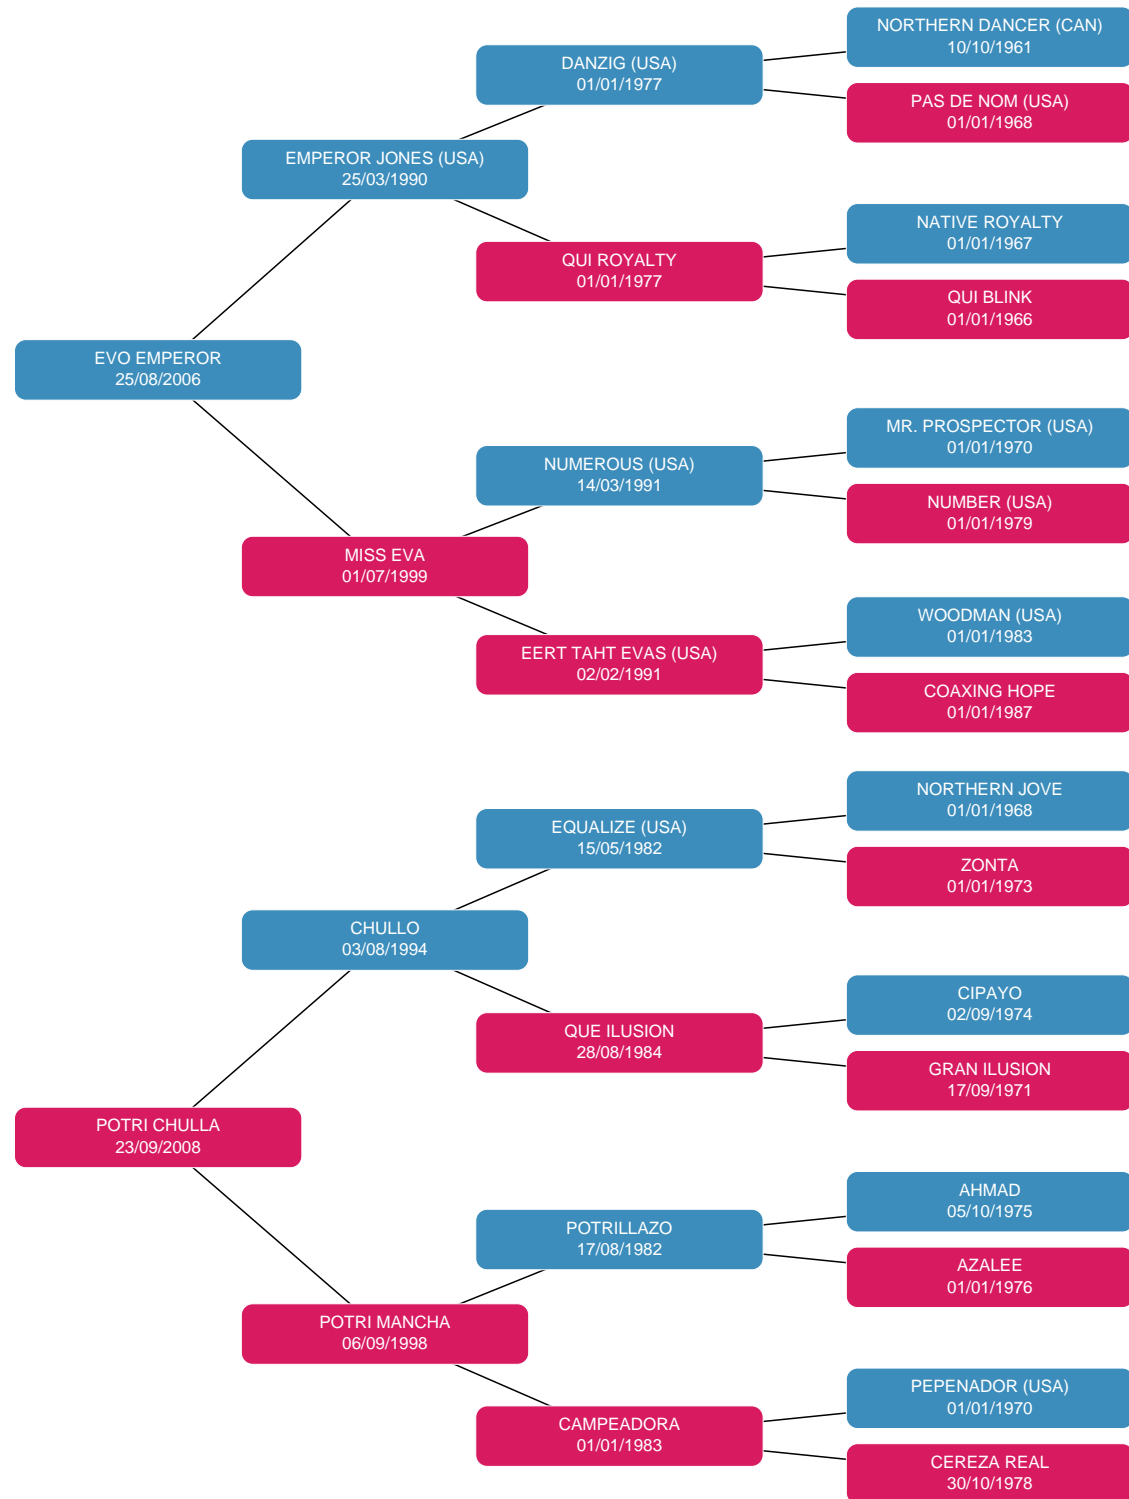 NORTHERN DANCER (CAN)
10/10/1961
DANZIG (USA)
01/01/1977
PAS DE NOM (USA)
01/01/1968
EMPEROR JONES (USA)
25/03/1990
NATIVE ROYALTY
01/01/1967
QUI ROYALTY
01/01/1977
QUI BLINK
01/01/1966
EVO EMPEROR
25/08/2006
MR. PROSPECTOR (USA)
01/01/1970
NUMEROUS (USA)
14/03/1991
NUMBER (USA)
01/01/1979
MISS EVA
01/07/1999
WOODMAN (USA)
01/01/1983
EERT TAHT EVAS (USA)
02/02/1991
COAXING HOPE
01/01/1987
NORTHERN JOVE
01/01/1968
EQUALIZE (USA)
15/05/1982
ZONTA
01/01/1973
CHULLO
03/08/1994
CIPAYO
02/09/1974
QUE ILUSION
28/08/1984
GRAN ILUSION
17/09/1971
POTRI CHULLA
23/09/2008
AHMAD
05/10/1975
POTRILLAZO
17/08/1982
AZALEE
01/01/1976
POTRI MANCHA
06/09/1998
PEPENADOR (USA)
01/01/1970
CAMPEADORA
01/01/1983
CEREZA REAL
30/10/1978